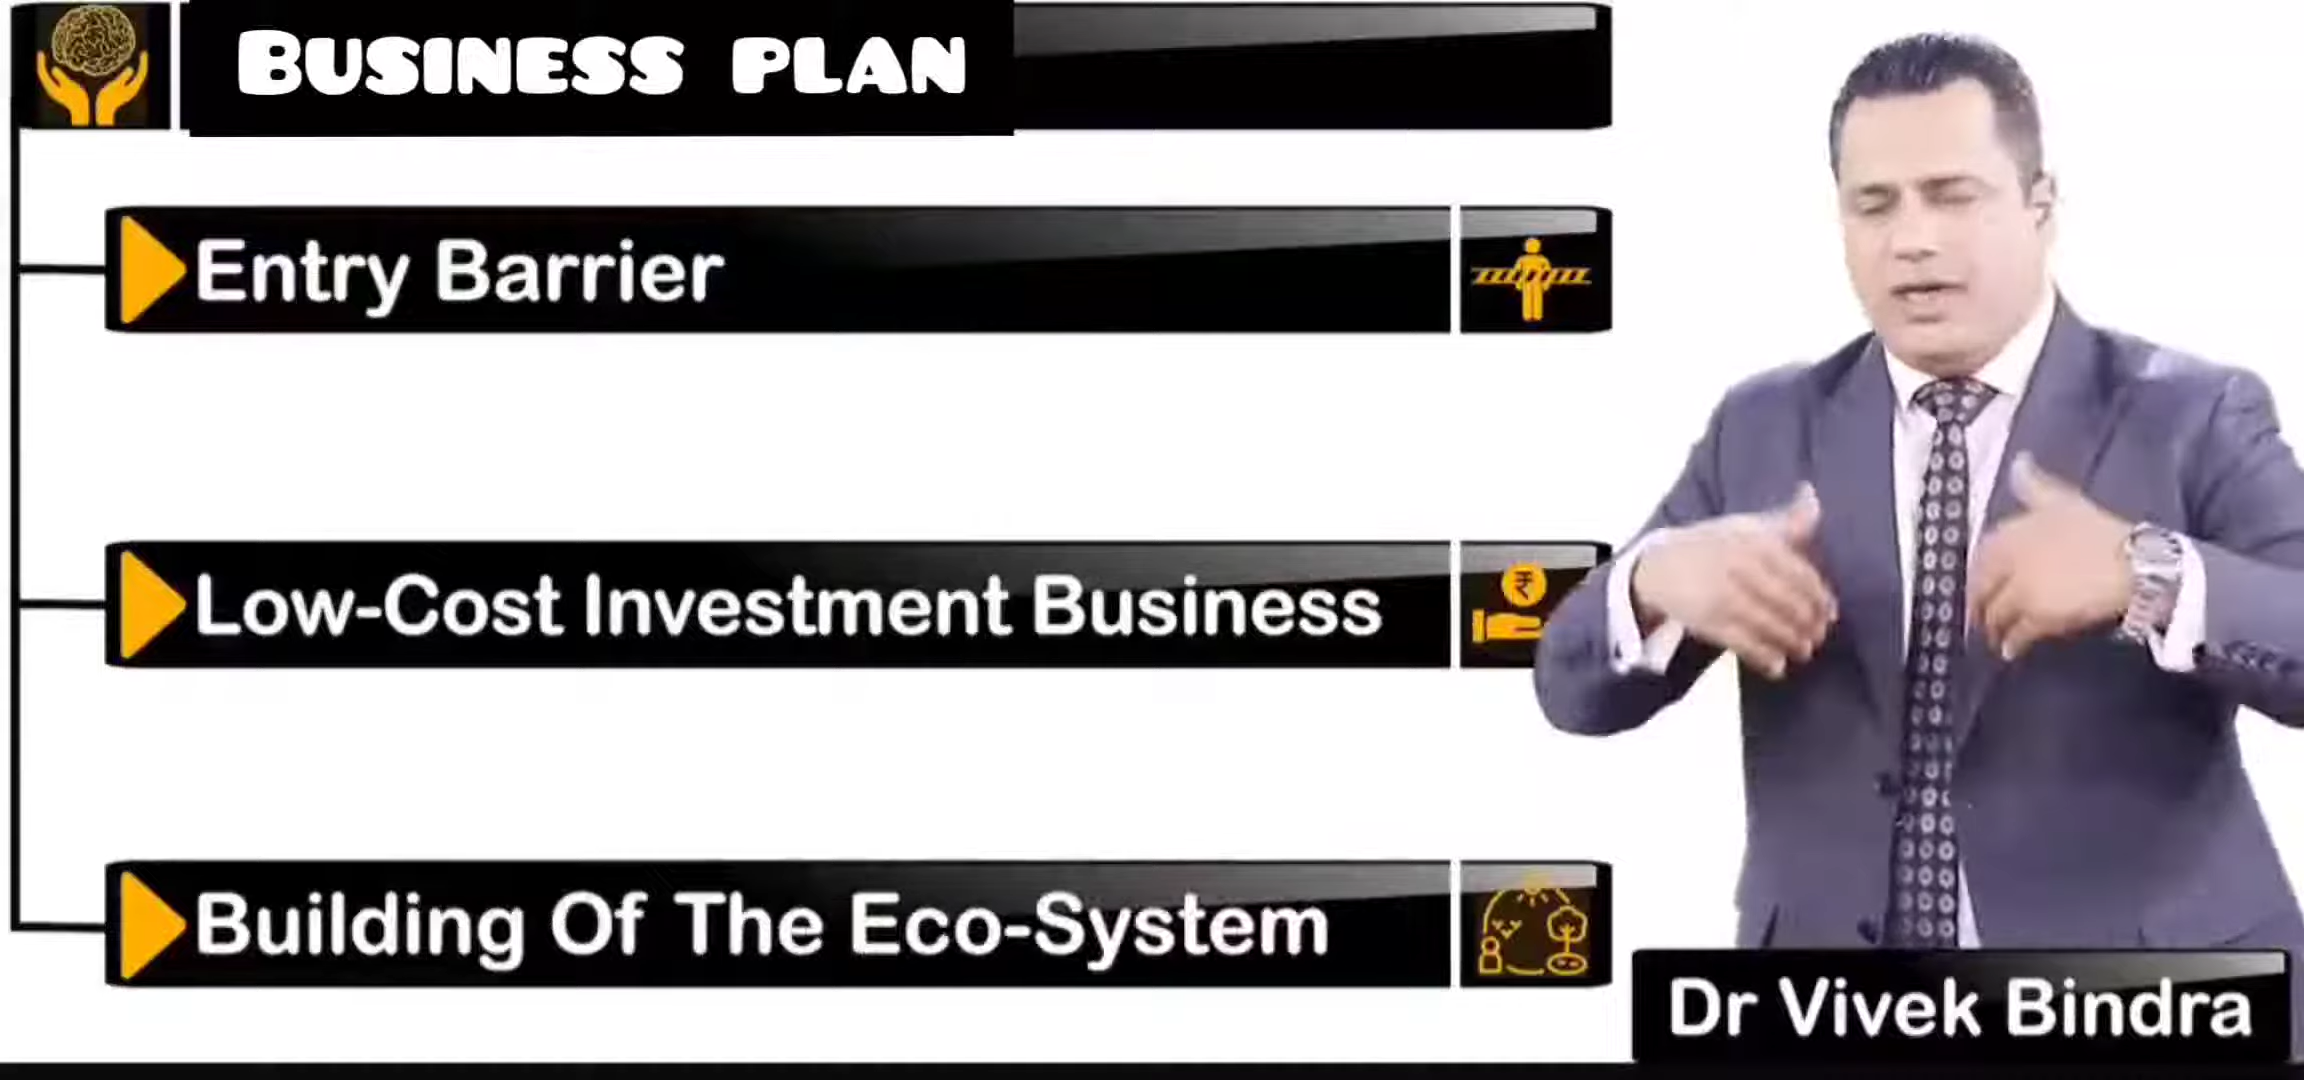 BUSINESS PLAN
Entry Barrier
Low-Cost Investment Business
₹
Building Of The Eco-System
Dr Vivek Bindra